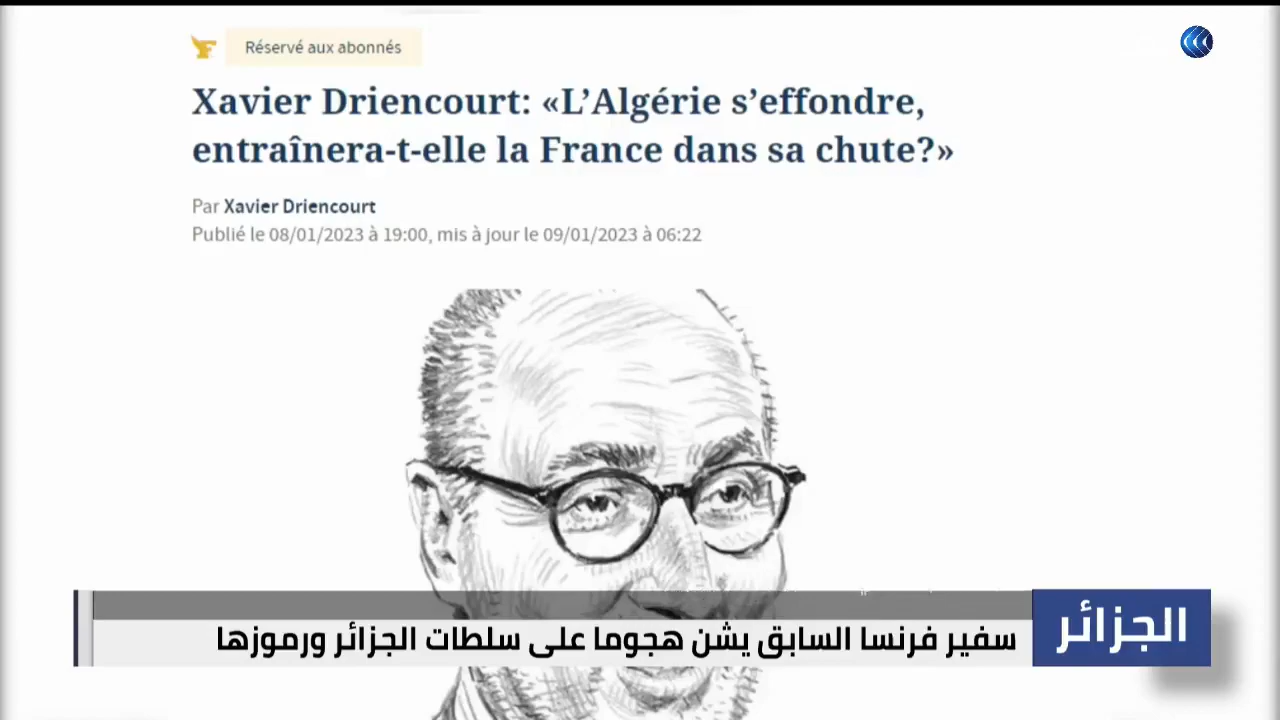 Réservé aux abonnés
Xavier Driencourt: «L’Algérie s’effondre,
entraînera-t-elle la France dans sa chute?»
Par Xavier Driencourt
Publié le 08/01/2023 à 19:00, mis à jour le 09/01/2023 à 06:22
الجزائر
سفير فرنسا السابق يشن هجوما على سلطات الجزائر ورموزها